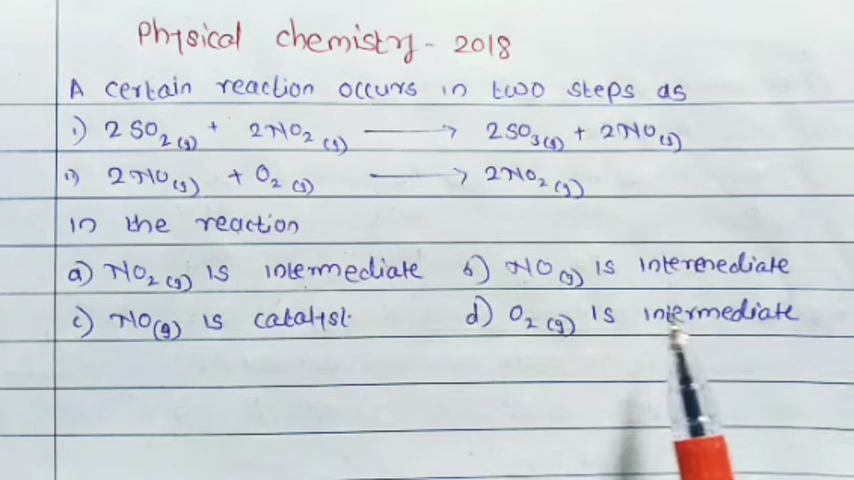 Physical chemistry - 2018
A certain reaction occurs in two steps as
i) 2SO₂(g) + 2NO₂(g) ⟶ 2SO₃(g) + 2NO(g)
ii) 2NO(g) + O₂(g) ⟶ 2NO₂(g)
In the reaction
a) NO₂(g) is intermediate b) NO(g) is interenediate
c) NO(g) is catalyst d) O₂(g) is intermediate